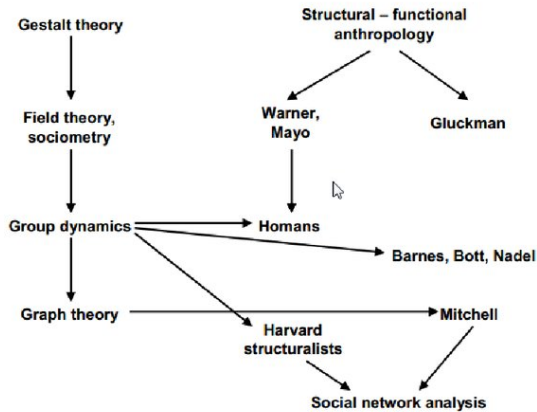 Gestalt theory
Structural – functional
anthropology
Field theory,
sociometry
Warner,
Mayo
Gluckman
Group dynamics
Homans
Barnes, Bott, Nadel
Graph theory
Mitchell
Harvard
structuralists
Social network analysis